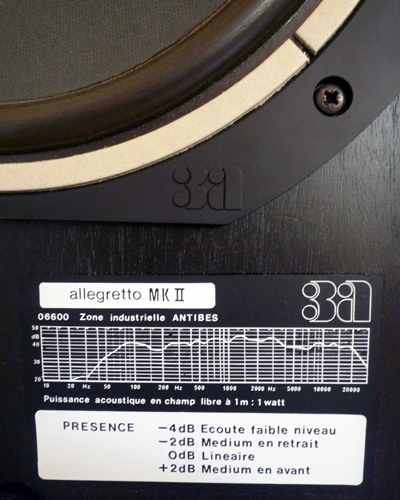 3a
allegretto MK II
3a
06600 Zone industrielle ANTIBES
50
dB
40
30
20
10 20 Hz 50 100 200 500 1000 2000 Hz 5000 10000 20000
Puissance acoustique en champ libre à 1m : 1 watt
PRESENCE −4dB Ecoute faible niveau
−2dB Medium en retrait
0dB Lineaire
+2dB Medium en avant